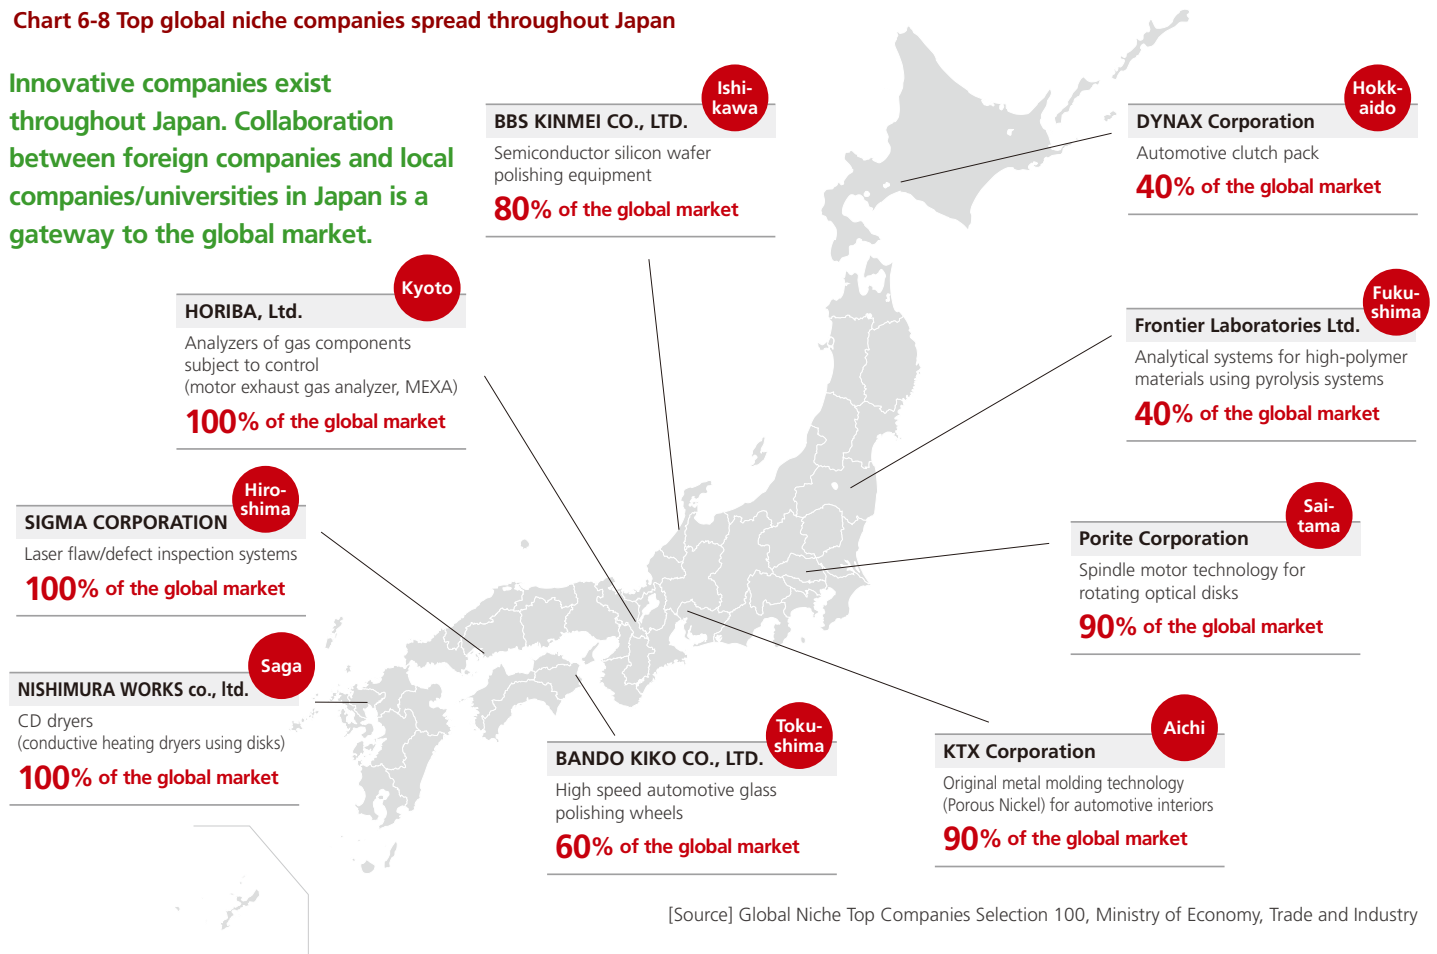 Chart 6-8 Top global niche companies spread throughout Japan
Innovative companies exist
throughout Japan. Collaboration
between foreign companies and local
companies/universities in Japan is a
gateway to the global market.
Ishi-
kawa
BBS KINMEI CO., LTD.
Semiconductor silicon wafer
polishing equipment
80% of the global market
Hokk-
aido
DYNAX Corporation
Automotive clutch pack
40% of the global market
Kyoto
HORIBA, Ltd.
Analyzers of gas components
subject to control
(motor exhaust gas analyzer, MEXA)
100% of the global market
Fuku-
shima
Frontier Laboratories Ltd.
Analytical systems for high-polymer
materials using pyrolysis systems
40% of the global market
Hiro-
shima
SIGMA CORPORATION
Laser flaw/defect inspection systems
100% of the global market
Sai-
tama
Porite Corporation
Spindle motor technology for
rotating optical disks
90% of the global market
Saga
NISHIMURA WORKS co., ltd.
CD dryers
(conductive heating dryers using disks)
100% of the global market
Toku-
shima
BANDO KIKO CO., LTD.
High speed automotive glass
polishing wheels
60% of the global market
Aichi
KTX Corporation
Original metal molding technology
(Porous Nickel) for automotive interiors
90% of the global market
[Source] Global Niche Top Companies Selection 100, Ministry of Economy, Trade and Industry